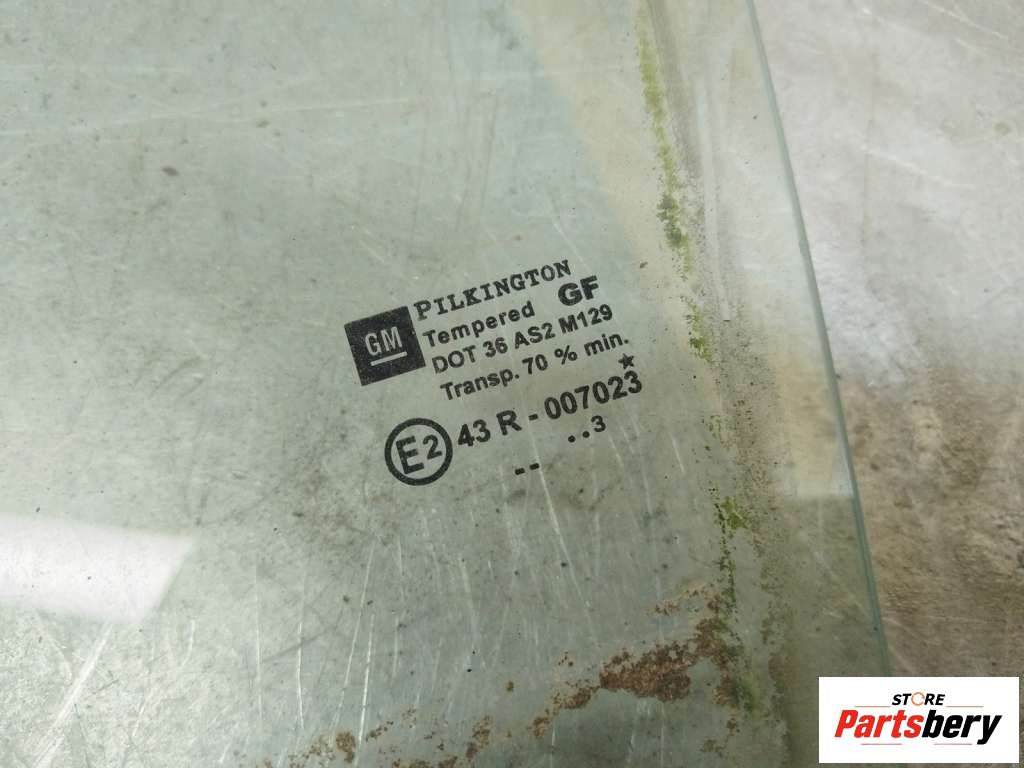 GM
PILKINGTON
Tempered GF
DOT 36 AS2 M129
Transp. 70 % min.
★
E2 43 R - 007023
-- ..3
STORE
Partsbery